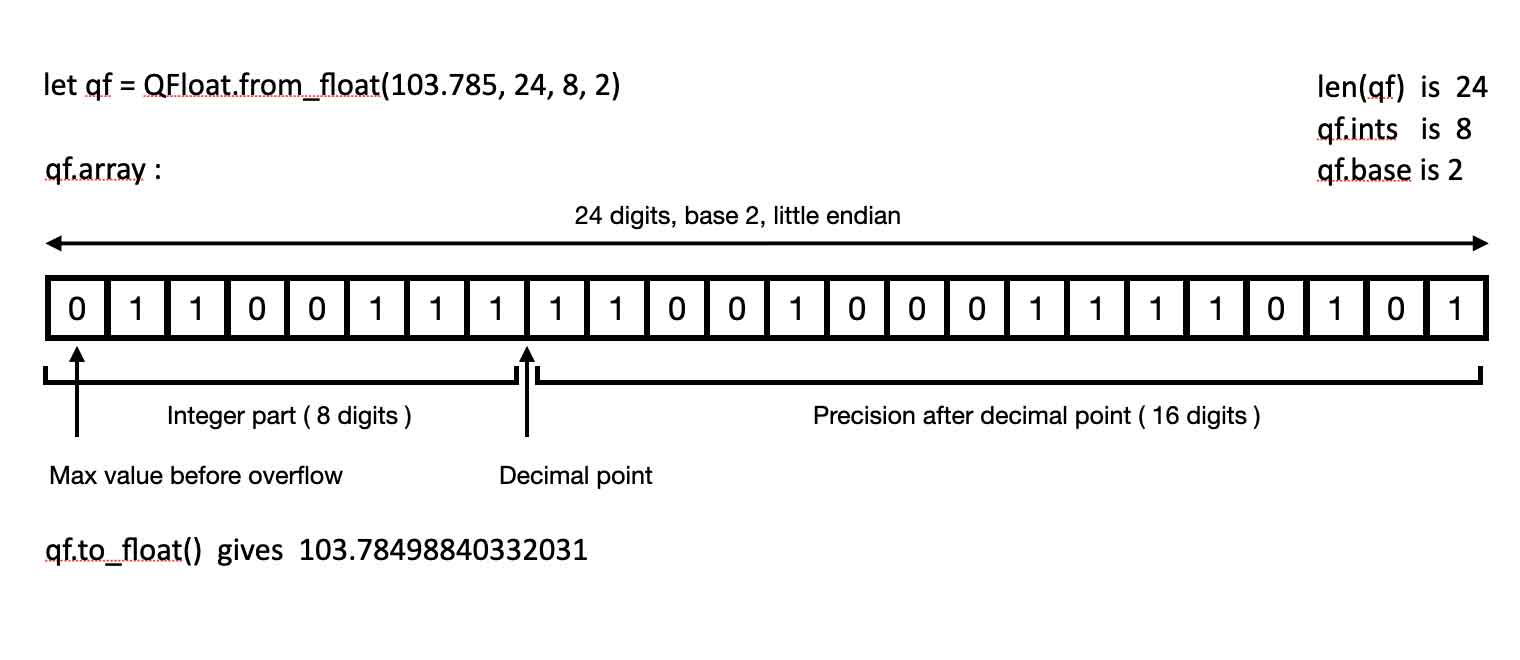 let qf = QFloat.from_float(103.785, 24, 8, 2)
len(qf) is 24
qf.ints is 8
qf.base is 2
qf.array :
24 digits, base 2, little endian
0 1 1 0 0 1 1 1 1 1 0 0 1 0 0 0 1 1 1 1 0 1 0 1
Integer part ( 8 digits )
Precision after decimal point ( 16 digits )
Max value before overflow
Decimal point
qf.to_float() gives 103.78498840332031